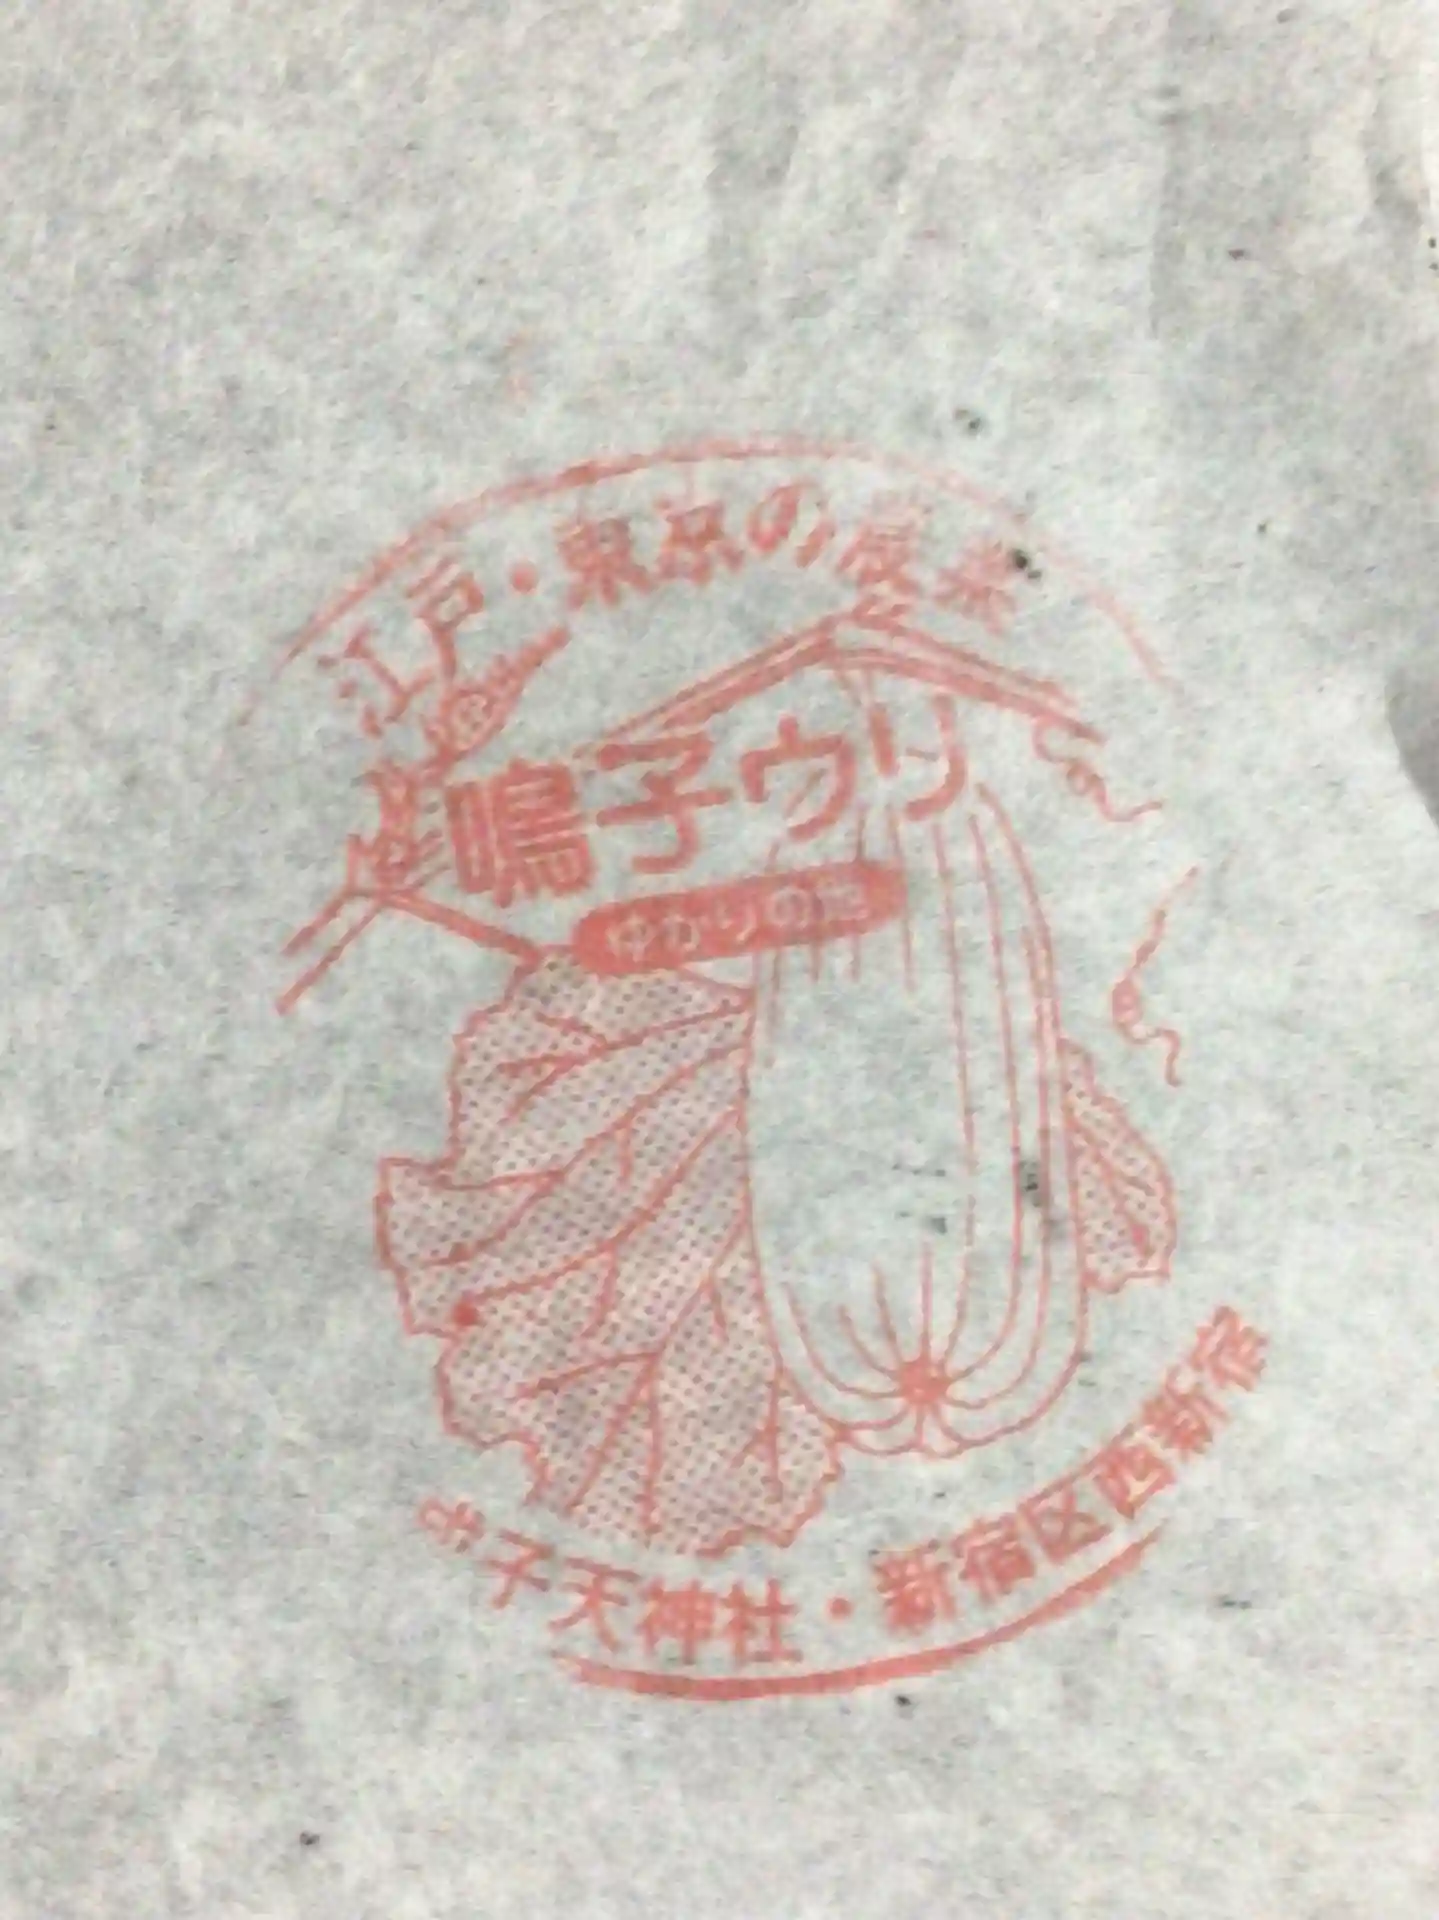 江戸・東京の農業
鳴子ウリ
ゆかりの地
子天神社・新宿区西新宿